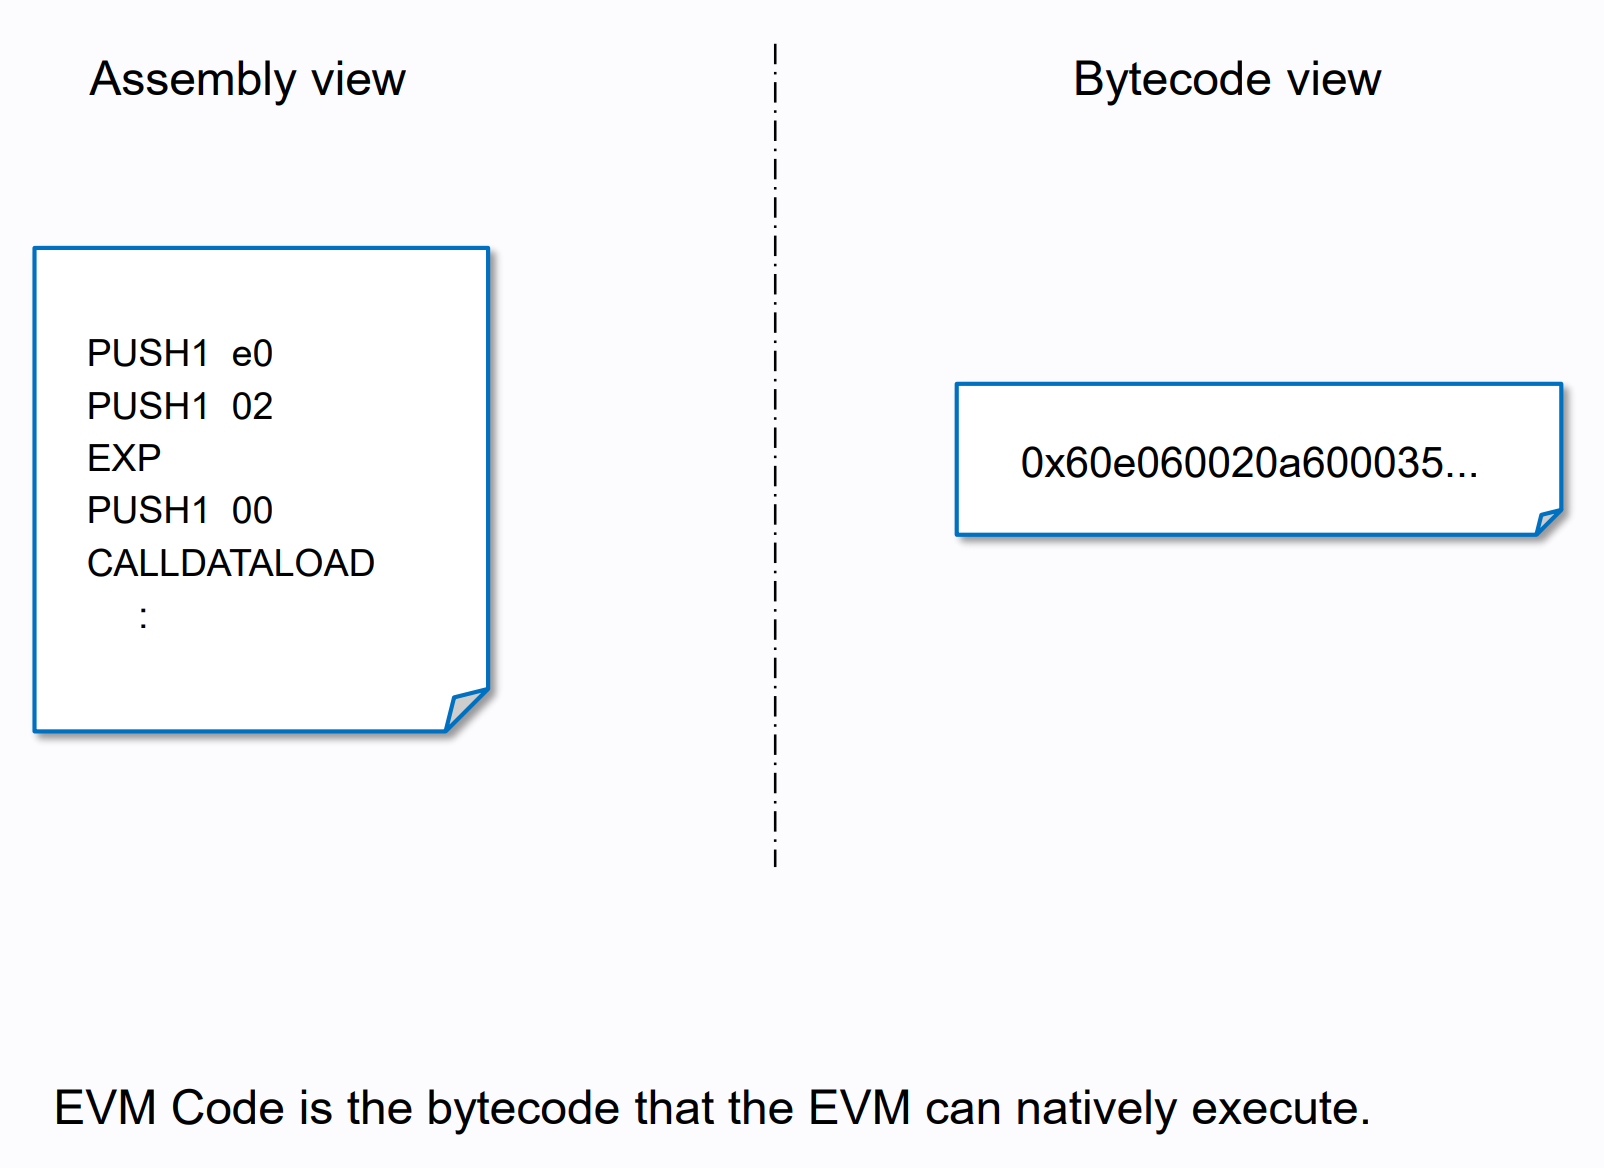 Assembly view
PUSH1 e0
PUSH1 02
EXP
PUSH1 00
CALLDATALOAD
:
Bytecode view
0x60e060020a600035...
EVM Code is the bytecode that the EVM can natively execute.